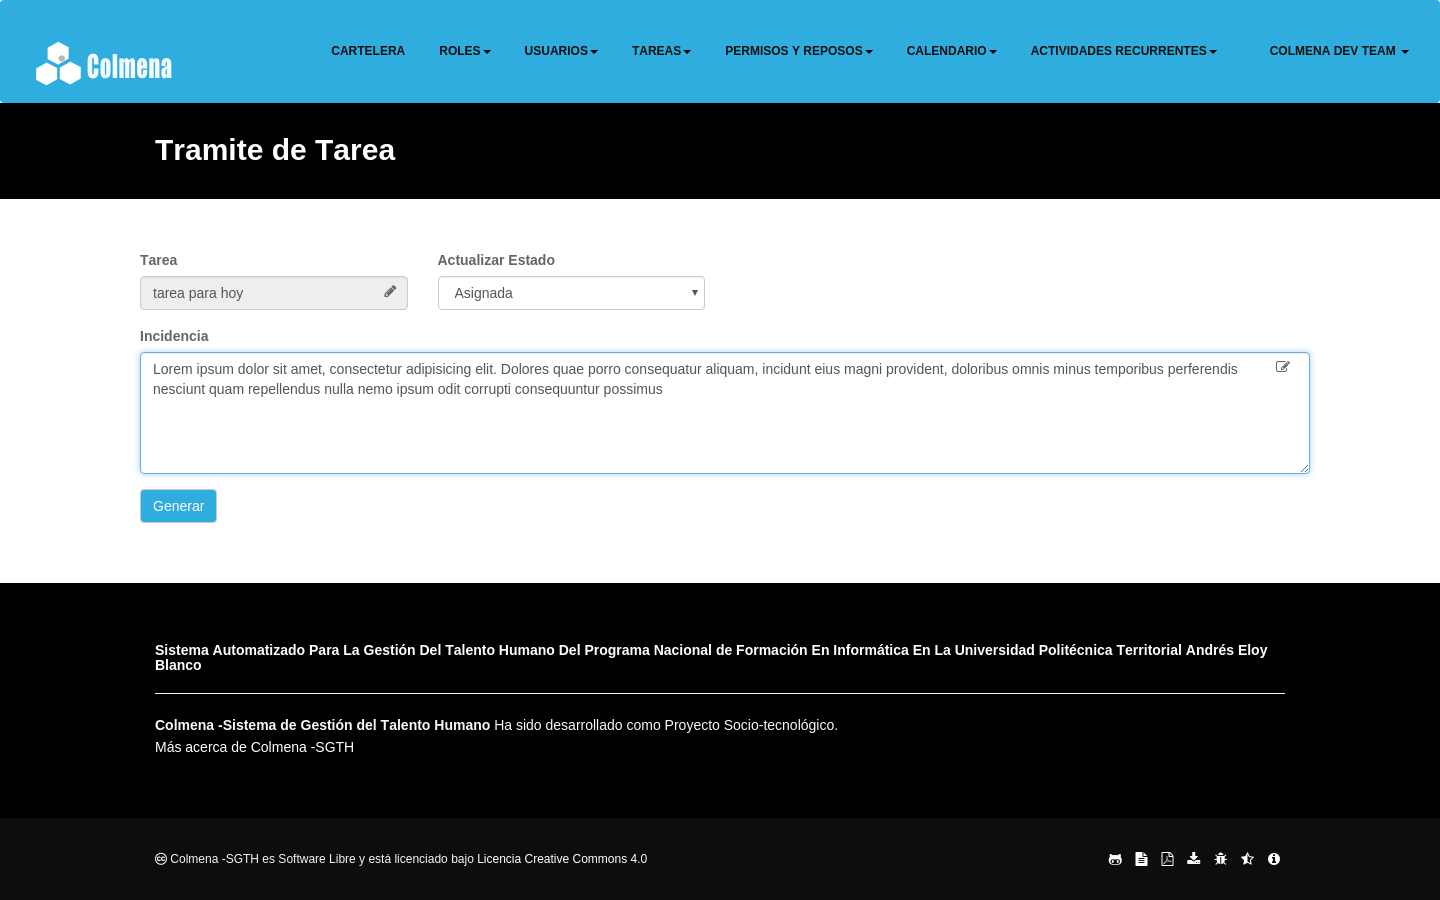 Colmena
CARTELERA ROLES USUARIOS TAREAS PERMISOS Y REPOSOS CALENDARIO ACTIVIDADES RECURRENTES COLMENA DEV TEAM
Tramite de Tarea
Tarea Actualizar Estado
tarea para hoy Asignada
Incidencia
Lorem ipsum dolor sit amet, consectetur adipisicing elit. Dolores quae porro consequatur aliquam, incidunt eius magni provident, doloribus omnis minus temporibus perferendis
nesciunt quam repellendus nulla nemo ipsum odit corrupti consequuntur possimus
Generar
Sistema Automatizado Para La Gestión Del Talento Humano Del Programa Nacional de Formación En Informática En La Universidad Politécnica Territorial Andrés Eloy
Blanco
Colmena -Sistema de Gestión del Talento Humano Ha sido desarrollado como Proyecto Socio-tecnológico.
Más acerca de Colmena -SGTH
Colmena -SGTH es Software Libre y está licenciado bajo Licencia Creative Commons 4.0